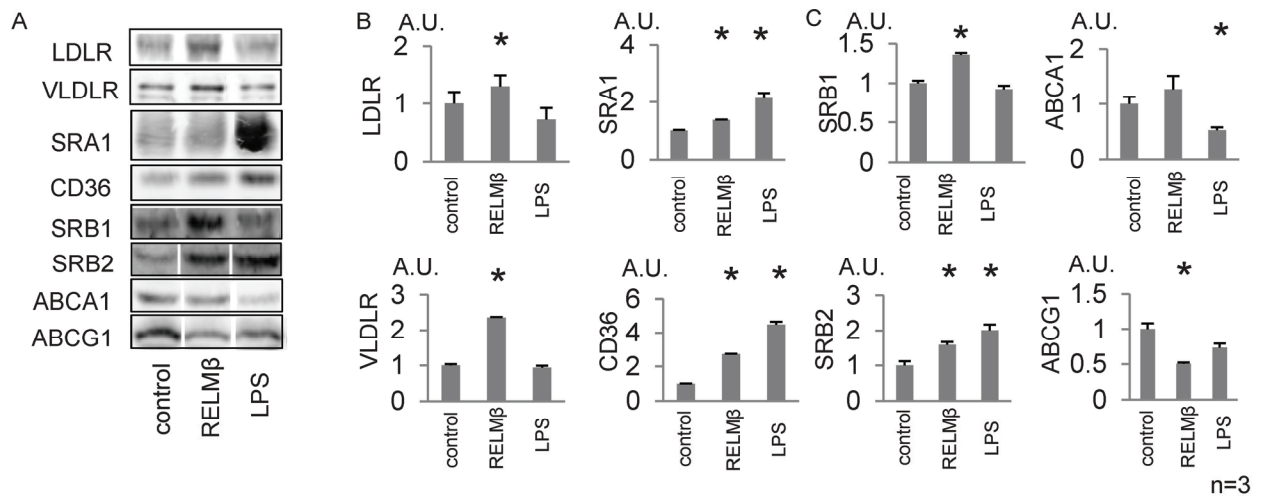 A
LDLR
VLDLR
SRA1
CD36
SRB1
SRB2
ABCA1
ABCG1
control
RELMβ
LPS
B
A.U.
*
LDLR
2
1
0
control
RELMβ
LPS
A.U.
* *
SRA1
4
2
0
control
RELMβ
LPS
A.U.
*
VLDLR
3
2
1
0
control
RELMβ
LPS
A.U.
* *
CD36
6
4
2
0
control
RELMβ
LPS
C
A.U.
*
SRB1
1.5
1
0.5
0
control
RELMβ
LPS
A.U.
*
ABCA1
2
1
0
control
RELMβ
LPS
A.U.
* *
SRB2
3
2
1
0
control
RELMβ
LPS
A.U.
*
ABCG1
1.5
1
0.5
0
control
RELMβ
LPS
n=3